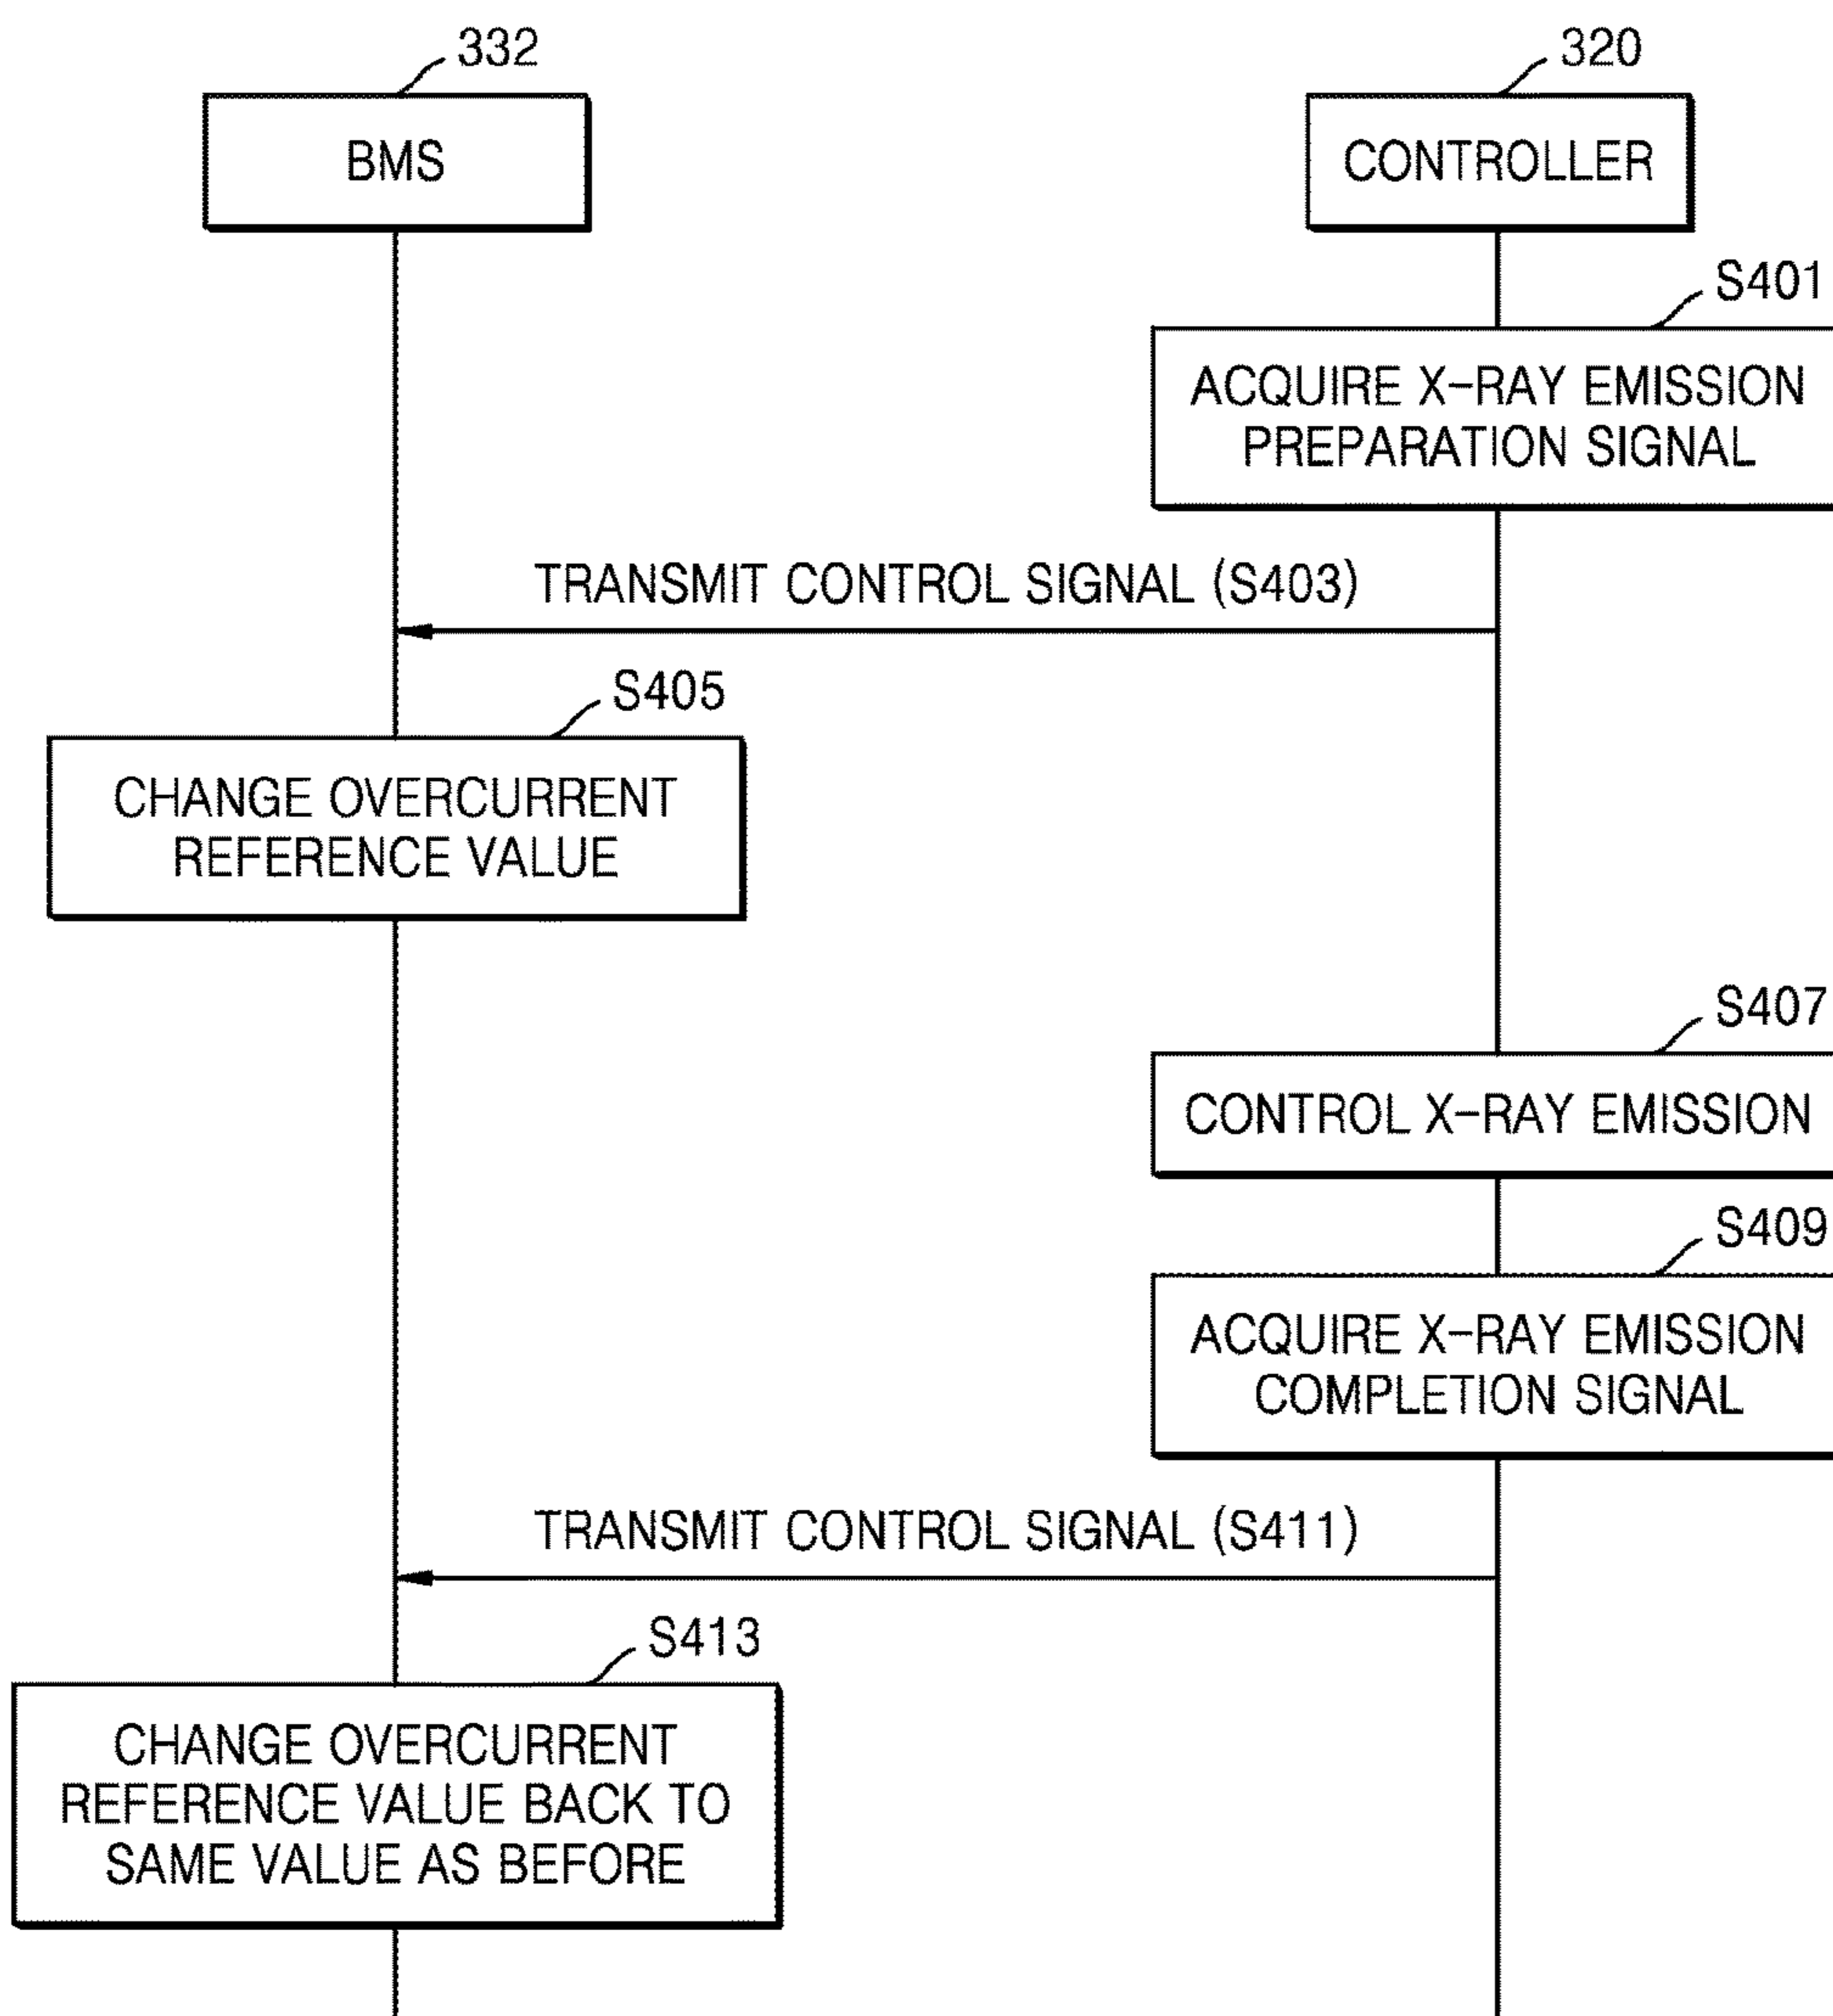 332
320
BMS
CONTROLLER
S401
ACQUIRE X-RAY EMISSION
PREPARATION SIGNAL
TRANSMIT CONTROL SIGNAL (S403)
S405
CHANGE OVERCURRENT
REFERENCE VALUE
S407
CONTROL X-RAY EMISSION
S409
ACQUIRE X-RAY EMISSION
COMPLETION SIGNAL
TRANSMIT CONTROL SIGNAL (S411)
S413
CHANGE OVERCURRENT
REFERENCE VALUE BACK TO
SAME VALUE AS BEFORE